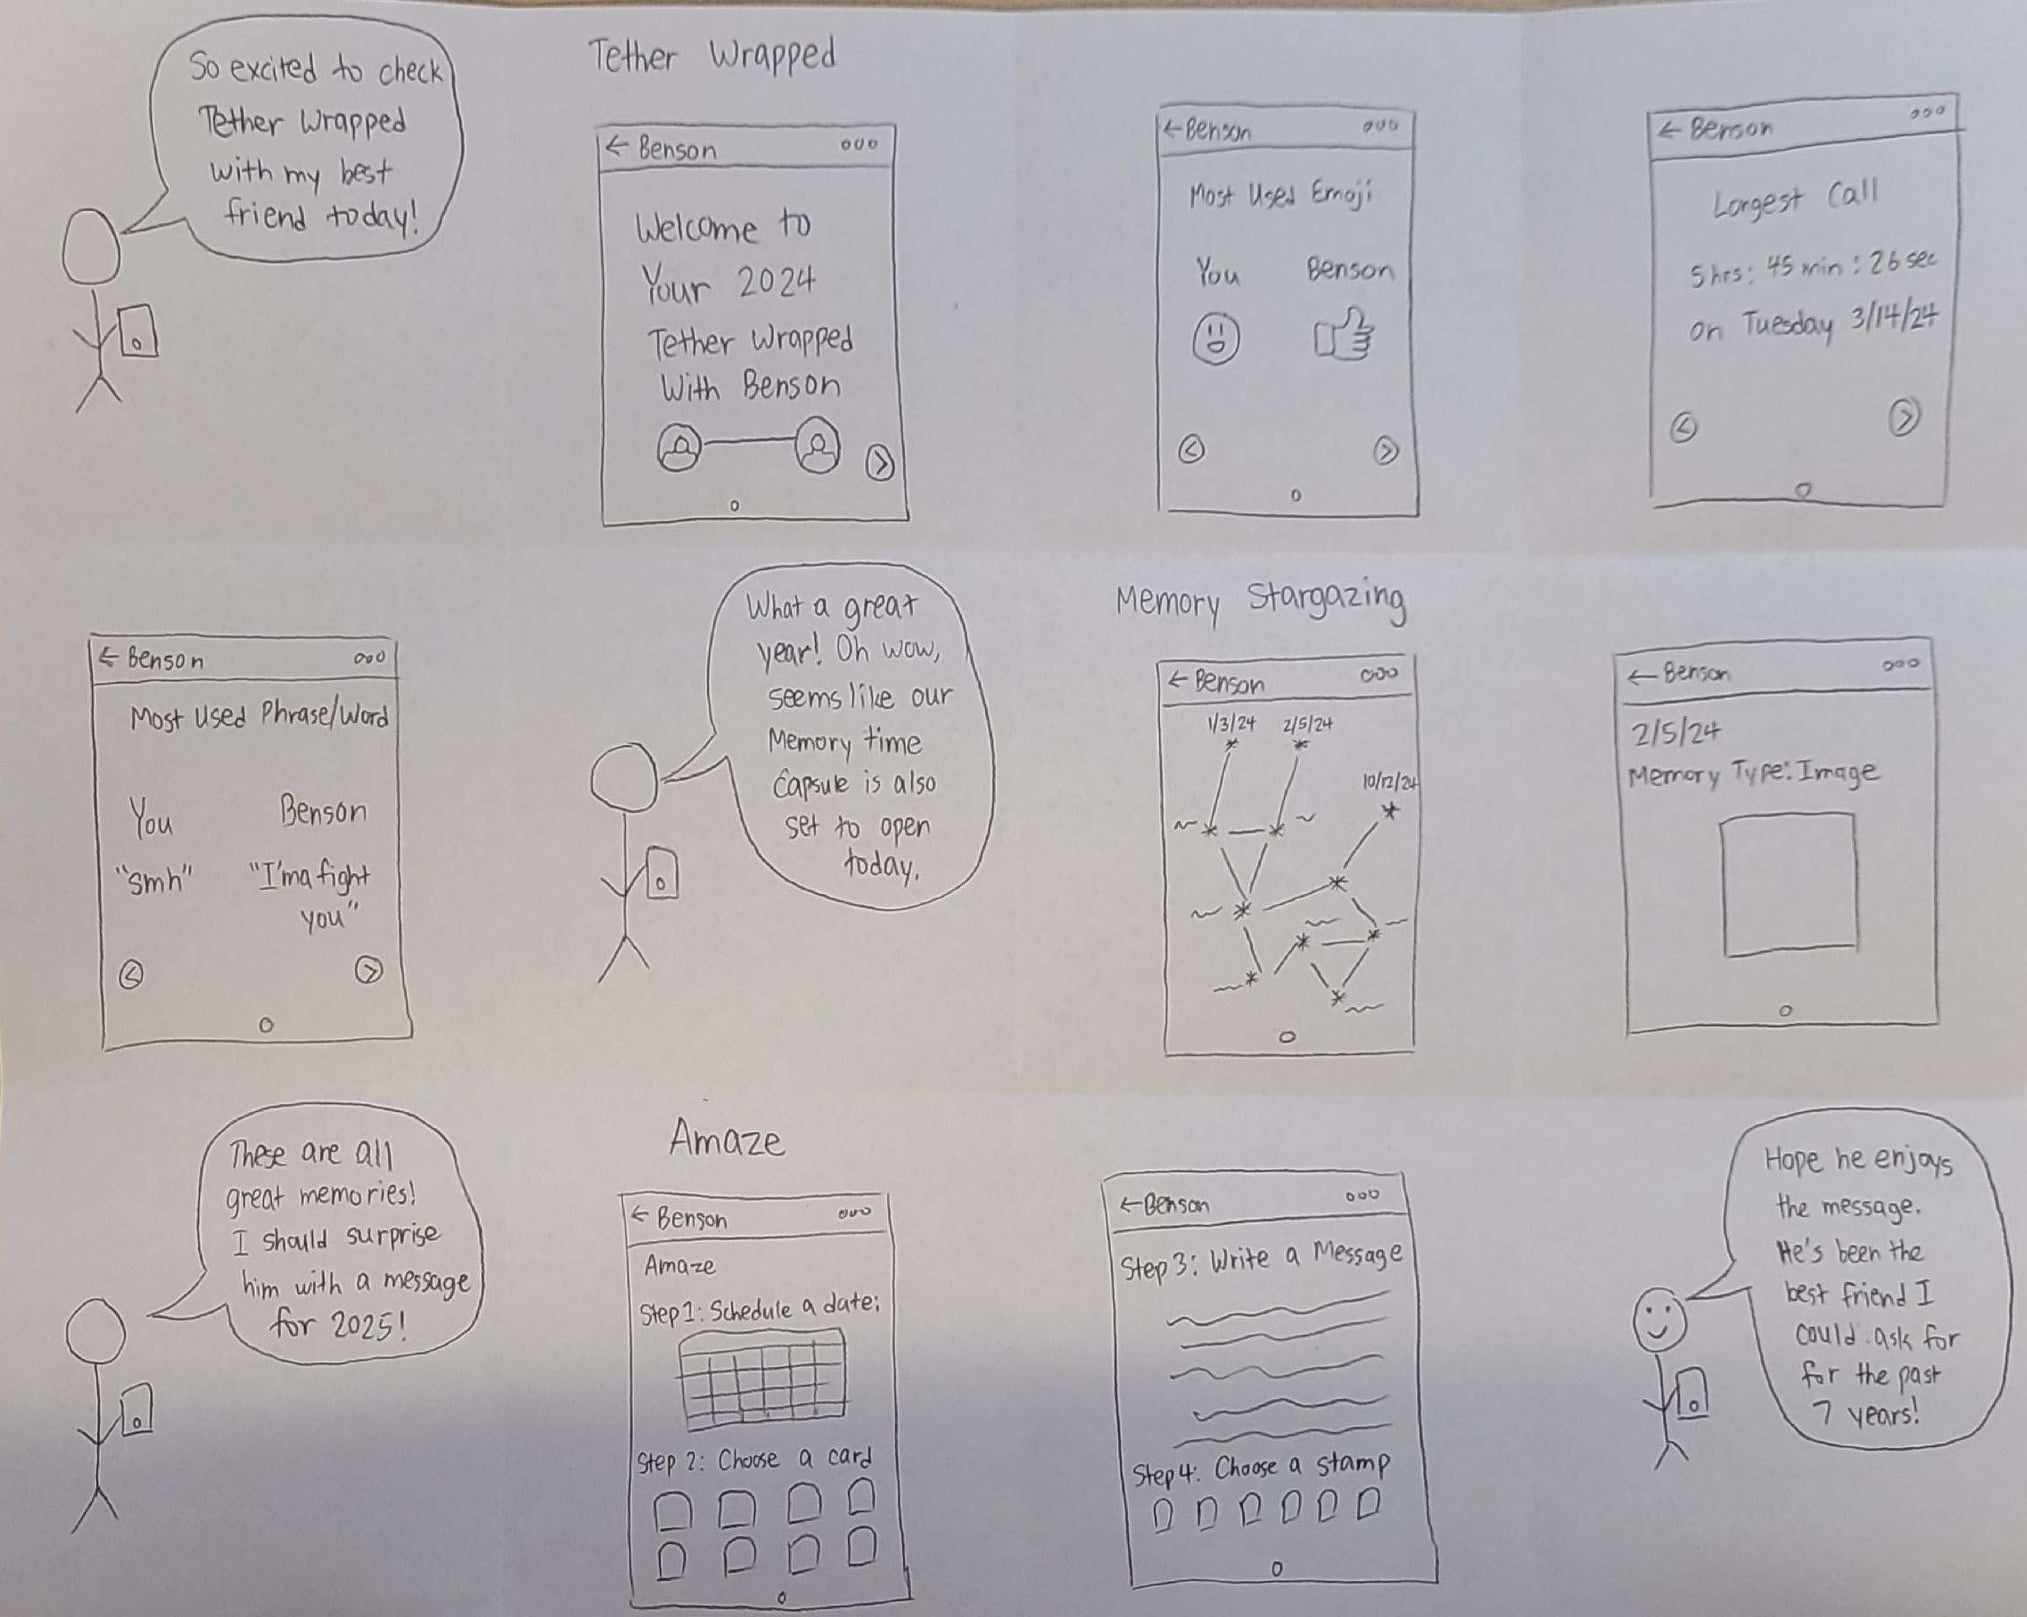 So excited to check
Tether Wrapped
with my best
friend today!
Tether Wrapped
← Benson ooo
Welcome to
Your 2024
Tether Wrapped
With Benson
← Benson ooo
Most Used Emoji
You Benson
← Benson ooo
Longest Call
5 hrs: 45 min : 26 sec
on Tuesday 3/14/24
← Benson ooo
Most Used Phrase/Word
You Benson
"smh" "I'ma fight
you"
What a great
year! Oh wow,
seems like our
Memory time
Capsule is also
set to open
today.
Memory Stargazing
← Benson ooo
1/3/24 2/5/24
10/12/24
← Benson ooo
2/5/24
Memory Type: Image
These are all
great memories!
I should surprise
him with a message
for 2025!
Amaze
← Benson ooo
Amaze
Step 1: Schedule a date:
Step 2: Choose a card
← Benson ooo
Step 3: Write a Message
Step 4: Choose a stamp
Hope he enjoys
the message.
He's been the
best friend I
could ask for
for the past
7 years!